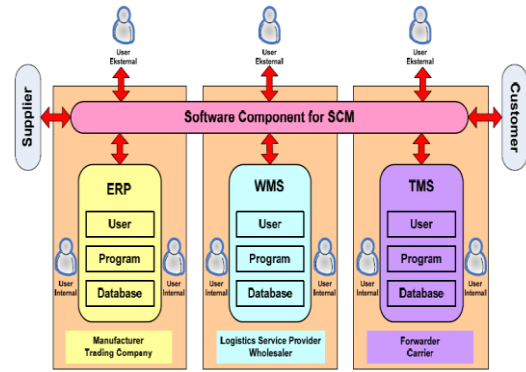 User
Eksternal
User
Eksternal
User
Eksternal
Supplier
Software Component for SCM
Customer
ERP
WMS
TMS
User
User
User
Program
Program
Program
Database
Database
Database
User
Internal
User
Internal
User
Internal
User
Internal
User
Internal
User
Internal
Manufacturer
Trading Company
Logistics Service Provider
Wholesaler
Forwarder
Carrier